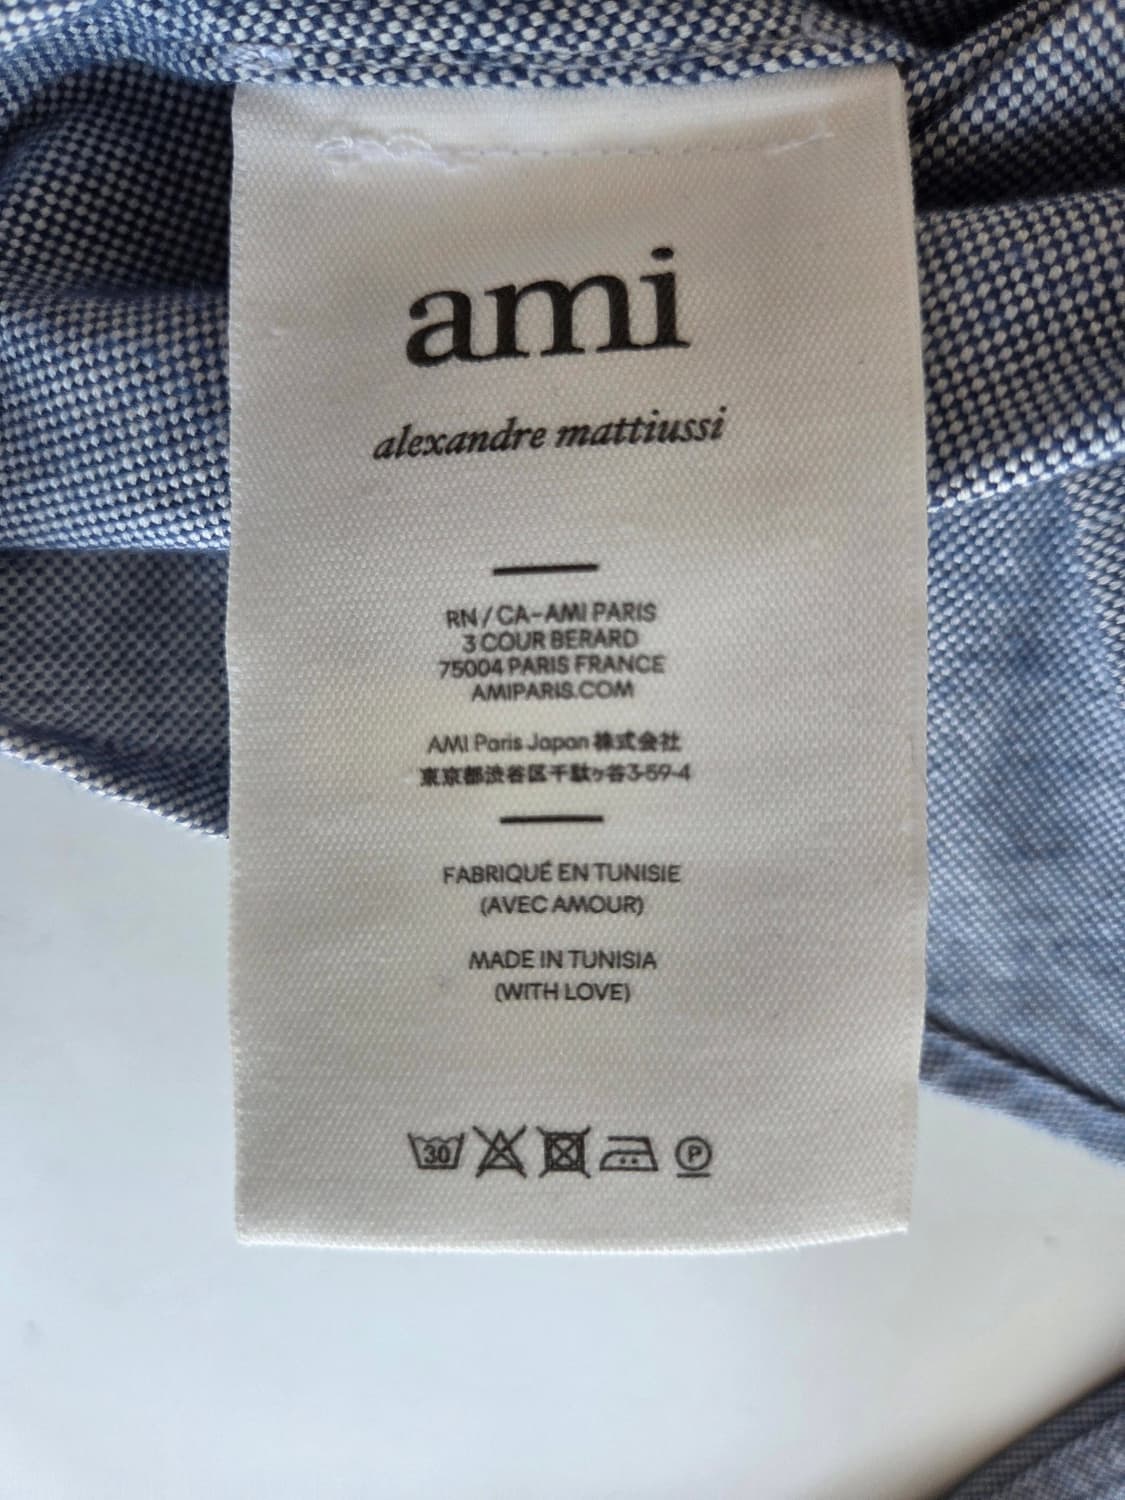 ami
alexandre mattiussi
RN / CA-AMI PARIS
3 COUR BERARD
75004 PARIS FRANCE
AMIPARIS.COM
AMI Paris Japan 株式会社
東京都渋谷区千駄ヶ谷3-59-4
FABRIQUÉ EN TUNISIE
(AVEC AMOUR)
MADE IN TUNISIA
(WITH LOVE)
30 P